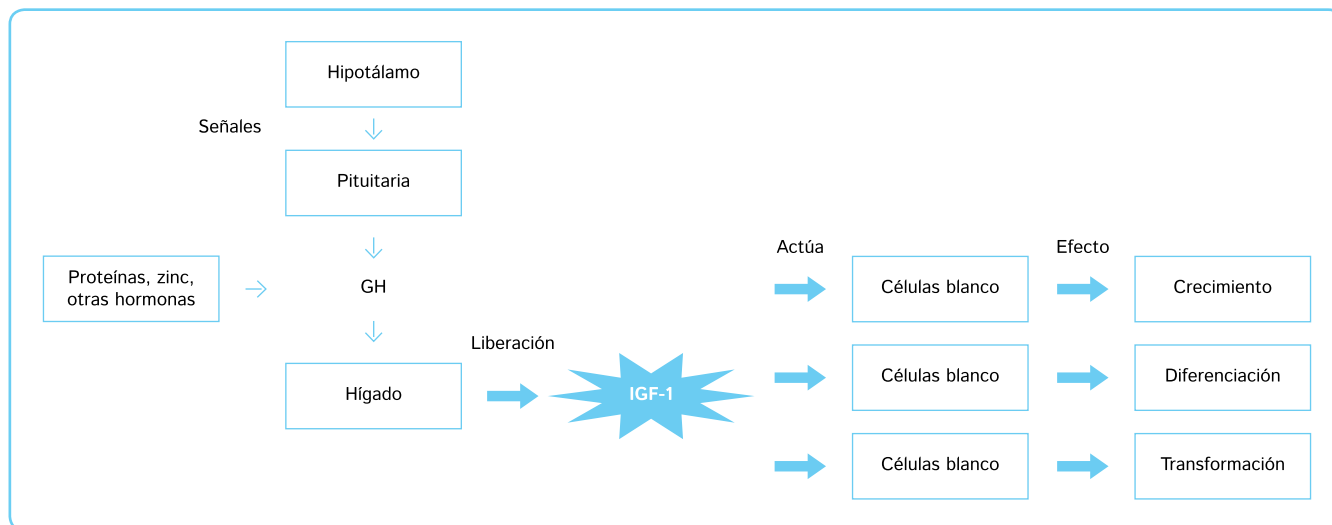 Hipotálamo
Señales
Pituitaria
Proteínas, zinc,
otras hormonas
GH
Hígado
Liberación
IGF-1
Actúa
Efecto
Células blanco
Crecimiento
Células blanco
Diferenciación
Células blanco
Transformación